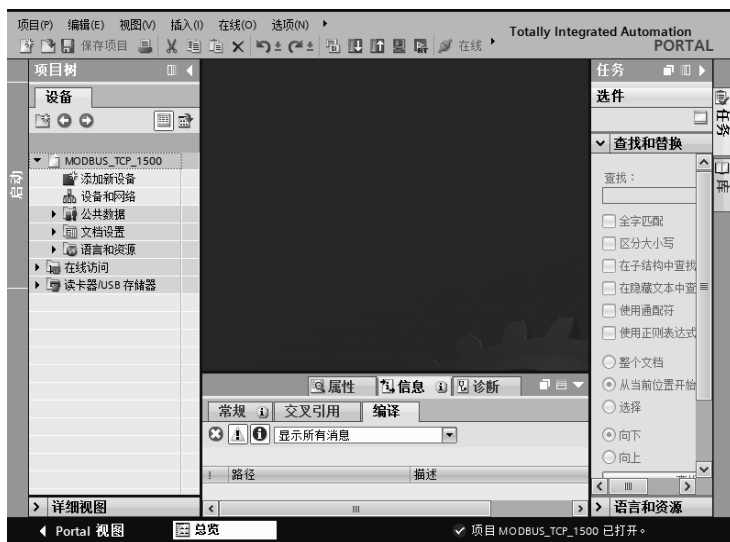 项目(P) 编辑(E) 视图(V) 插入(I) 在线(O) 选项(N)
Totally Integrated Automation
PORTAL
保存项目 在线
项目树
设备
MODBUS_TCP_1500
添加新设备
设备和网络
公共数据
文档设置
语言和资源
在线访问
读卡器/USB 存储器
详细视图
启动
属性 信息 诊断
常规 交叉引用 编译
显示所有消息
! 路径 描述
任务
选件
查找和替换
查找：
全字匹配
区分大小写
在子结构中查找
在隐藏文本中查
使用通配符
使用正则表达式
整个文档
从当前位置开始
选择
向下
向上
语言和资源
任务
库
Portal 视图 总览 项目 MODBUS_TCP_1500 已打开。